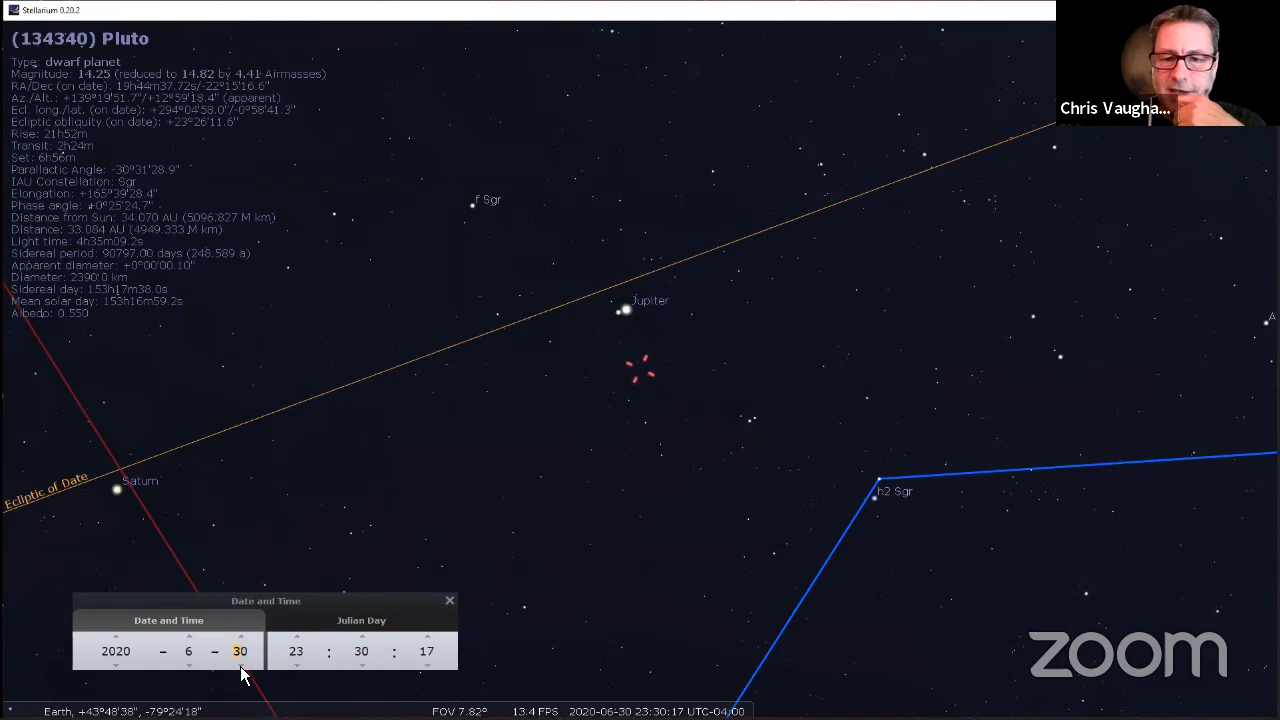 Stellarium 0.20.2
(134340) Pluto
Type: dwarf planet
Magnitude: 14.25 (reduced to 14.82 by 4.41 Airmasses)
RA/Dec (on date): 19h44m37.72s/-22°15'16.6"
Az./Alt.: +139°19'51.7"/+12°59'18.4" (apparent)
Ecl. long./lat. (on date): +294°04'58.0"/-0°58'41.3"
Ecliptic obliquity (on date): +23°26'11.6"
Rise: 21h52m
Transit: 2h24m
Set: 6h56m
Parallactic Angle: -30°31'28.9"
IAU Constellation: Sgr
Elongation: +165°39'28.4"
Phase angle: +0°25'24.7"
Distance from Sun: 34.070 AU (5096.827 M km)
Distance: 33.084 AU (4949.333 M km)
Light time: 4h35m09.2s
Sidereal period: 90797.00 days (248.589 a)
Apparent diameter: +0°00'00.10"
Diameter: 2390.0 km
Sidereal day: 153h17m38.0s
Mean solar day: 153h16m59.2s
Albedo: 0.550
Chris Vaugha...
f Sgr
Jupiter
A
Saturn
Ecliptic of Date
h2 Sgr
Date and Time
Date and Time Julian Day
2020 - 6 - 30 23 : 30 : 17
zoom
Earth, +43°48'38", -79°24'18" FOV 7.82° 13.4 FPS 2020-06-30 23:30:17 UTC-04:00